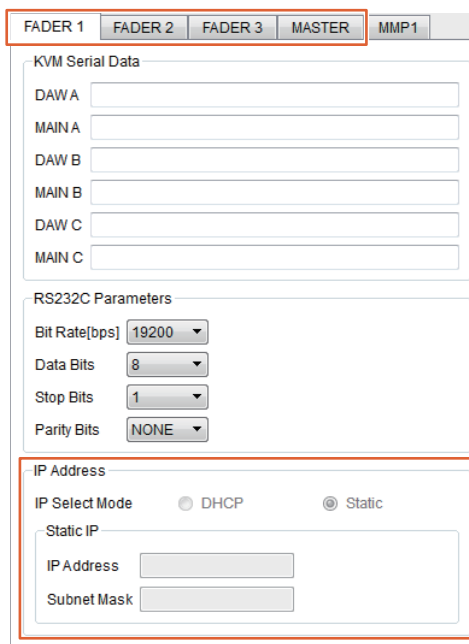 FADER 1 FADER 2 FADER 3 MASTER MMP1
KVM Serial Data
DAW A
MAIN A
DAW B
MAIN B
DAW C
MAIN C
RS232C Parameters
Bit Rate[bps] 19200
Data Bits 8
Stop Bits 1
Parity Bits NONE
IP Address
IP Select Mode DHCP Static
Static IP
IP Address
Subnet Mask